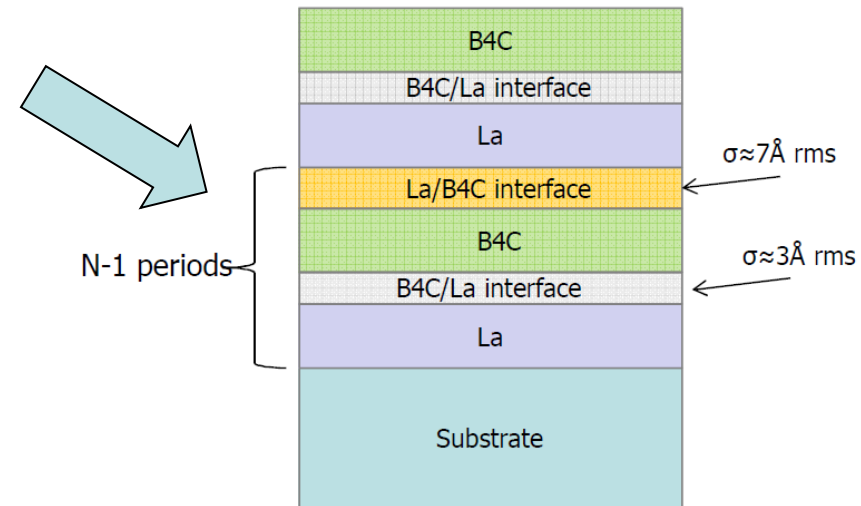 B4C
B4C/La interface
La
σ≈7Å rms
La/B4C interface
B4C
σ≈3Å rms
N-1 periods
B4C/La interface
La
Substrate